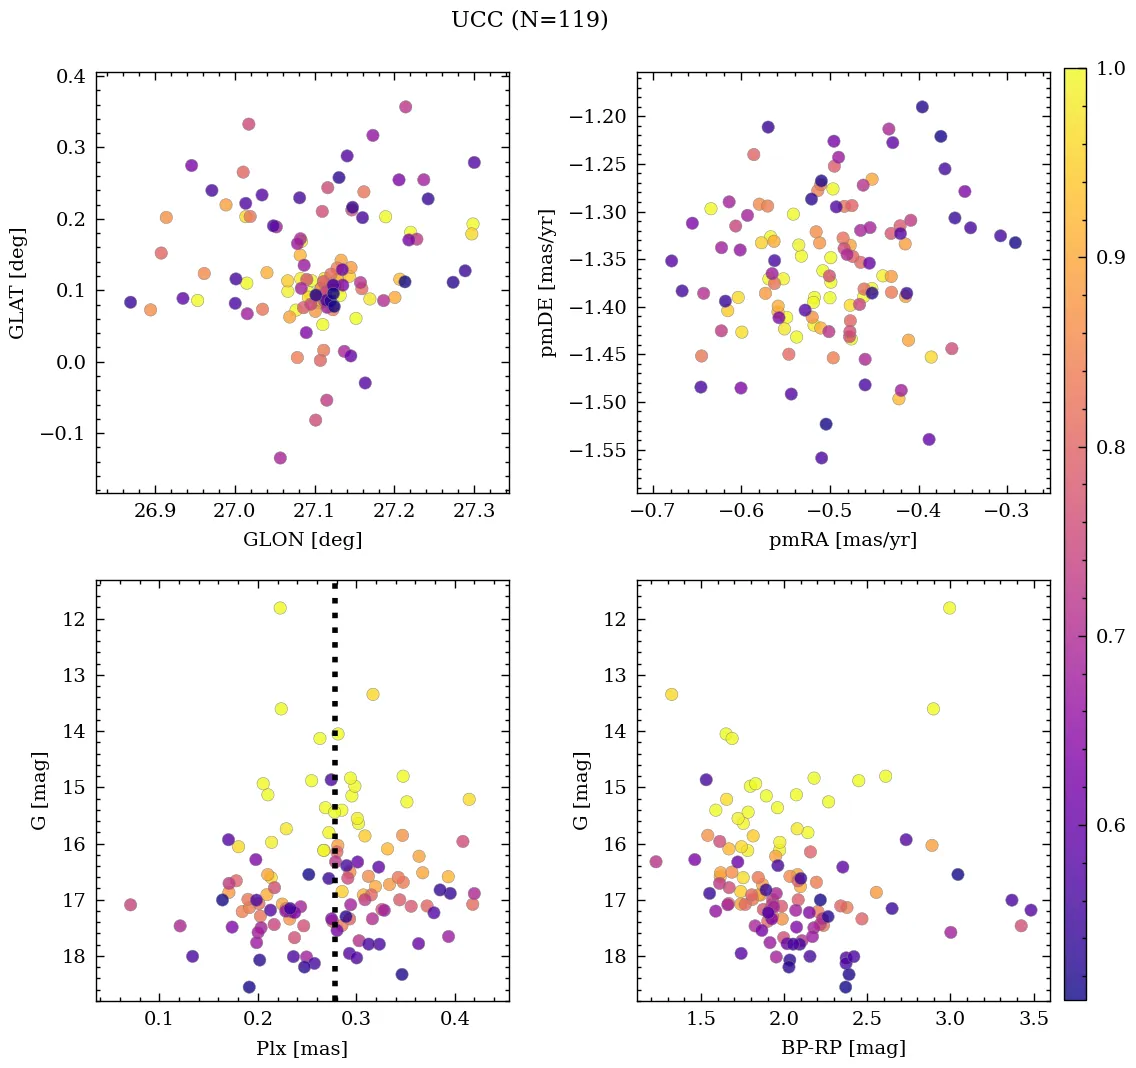 UCC (N=119)
0.4
0.3
0.2
0.1
0.0
−0.1
GLAT [deg]
26.9 27.0 27.1 27.2 27.3
GLON [deg]
−1.20
−1.25
−1.30
−1.35
−1.40
−1.45
−1.50
−1.55
pmDE [mas/yr]
−0.7 −0.6 −0.5 −0.4 −0.3
pmRA [mas/yr]
12
13
14
15
16
17
18
G [mag]
0.1 0.2 0.3 0.4
Plx [mas]
12
13
14
15
16
17
18
G [mag]
1.5 2.0 2.5 3.0 3.5
BP-RP [mag]
1.0
0.9
0.8
0.7
0.6